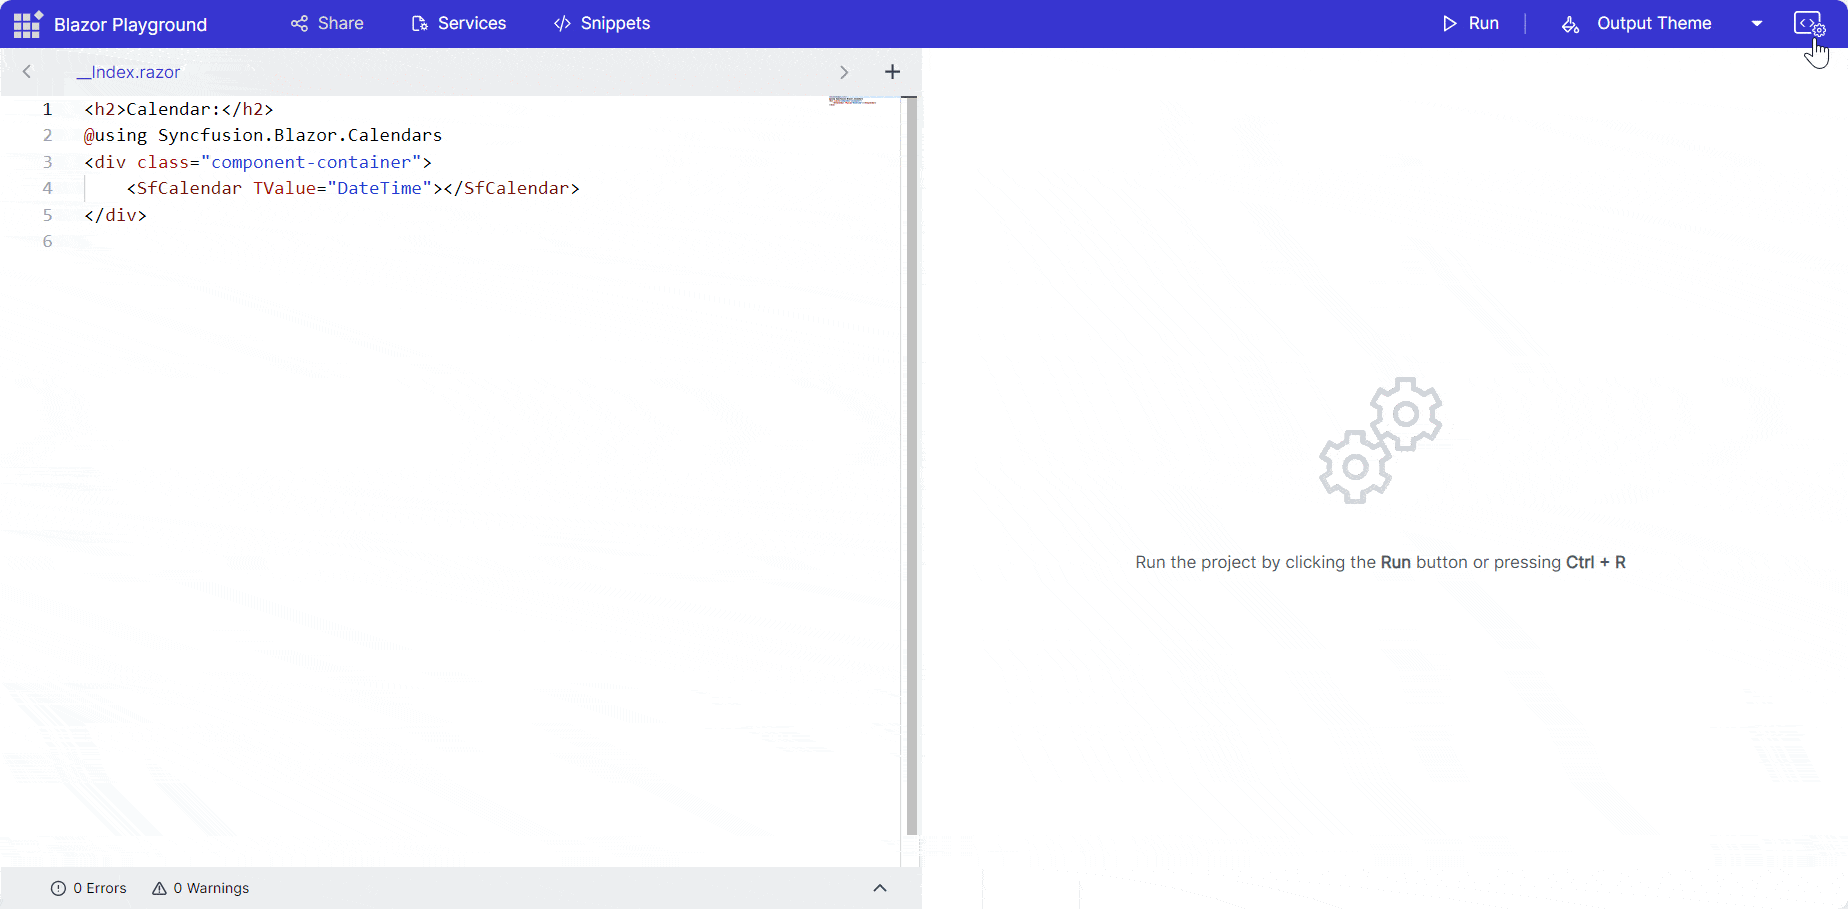 Blazor Playground Share Services </> Snippets Run Output Theme
__Index.razor
1 <h2>Calendar:</h2>
2 @using Syncfusion.Blazor.Calendars
3 <div class="component-container">
4 <SfCalendar TValue="DateTime"></SfCalendar>
5 </div>
6
Run the project by clicking the Run button or pressing Ctrl + R
0 Errors 0 Warnings